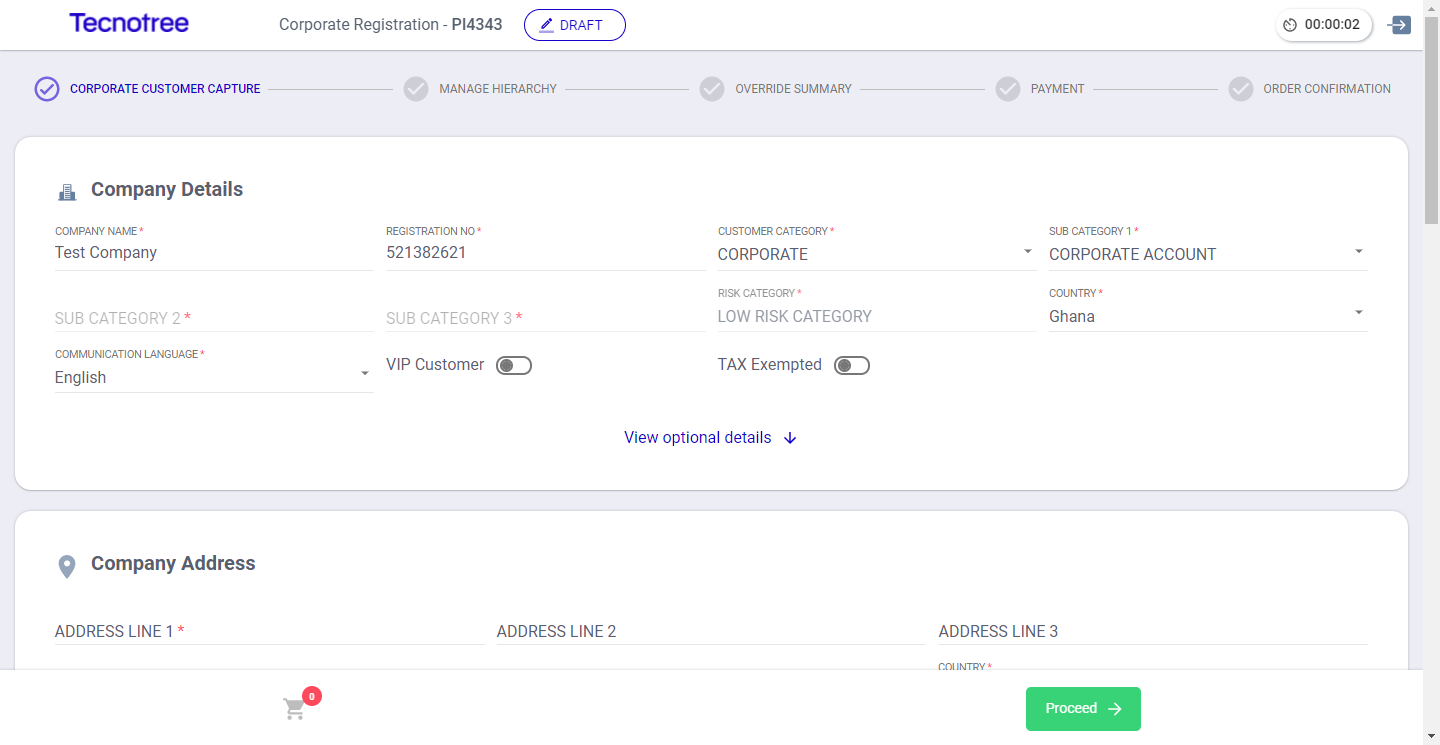 Tecnotree Corporate Registration - PI4343 DRAFT 00:00:02
CORPORATE CUSTOMER CAPTURE MANAGE HIERARCHY OVERRIDE SUMMARY PAYMENT ORDER CONFIRMATION
Company Details
COMPANY NAME * REGISTRATION NO * CUSTOMER CATEGORY * SUB CATEGORY 1 *
Test Company 521382621 CORPORATE CORPORATE ACCOUNT
RISK CATEGORY * COUNTRY *
SUB CATEGORY 2 * SUB CATEGORY 3 * LOW RISK CATEGORY Ghana
COMMUNICATION LANGUAGE *
English VIP Customer TAX Exempted
View optional details
Company Address
ADDRESS LINE 1 * ADDRESS LINE 2 ADDRESS LINE 3
COUNTRY *
0 Proceed